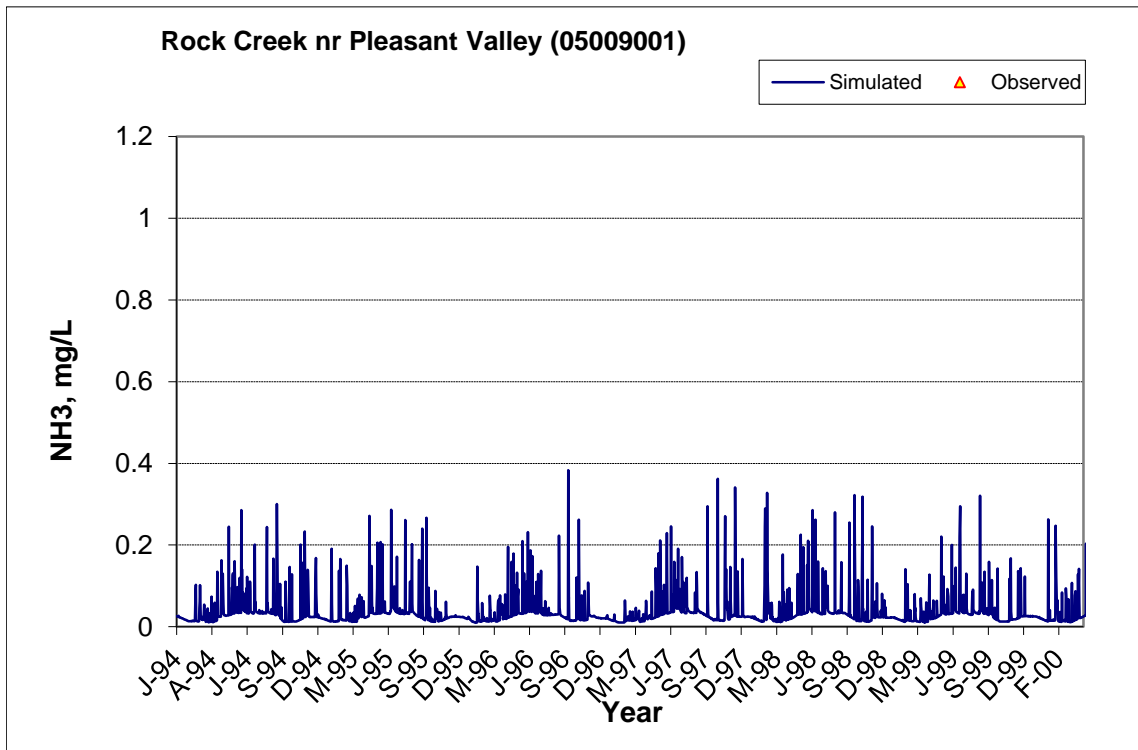 Rock Creek nr Pleasant Valley (05009001)
Simulated Observed
1.2
1
0.8
0.6
0.4
0.2
0
NH3, mg/L
J-94 A-94 J-94 S-94 D-94 M-95 J-95 S-95 D-95 M-96 J-96 S-96 D-96 M-97 J-97 S-97 D-97 M-98 J-98 S-98 D-98 M-99 J-99 S-99 D-99 F-00
Year